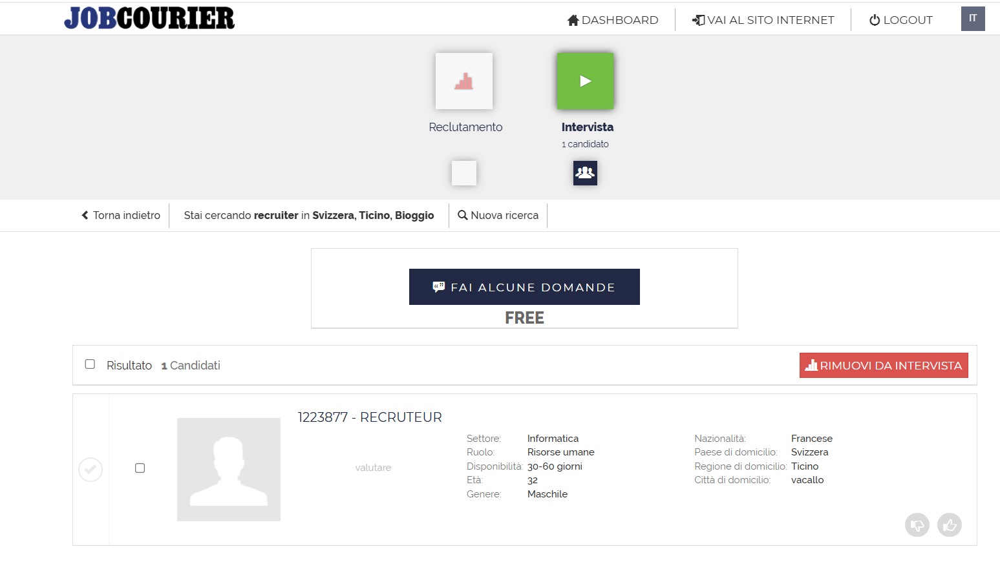 JOBCOURIER
DASHBOARD
VAI AL SITO INTERNET
LOGOUT
IT
Reclutamento
Intervista
1 candidato
Torna indietro
Stai cercando recruiter in Svizzera, Ticino, Bioggio
Nuova ricerca
FAI ALCUNE DOMANDE
FREE
Risultato 1 Candidati
RIMUOVI DA INTERVISTA
1223877 - RECRUTEUR
valutare
Settore: Informatica
Ruolo: Risorse umane
Disponibilità: 30-60 giorni
Età: 32
Genere: Maschile
Nazionalità: Francese
Paese di domicilio: Svizzera
Regione di domicilio: Ticino
Città di domicilio: vacallo